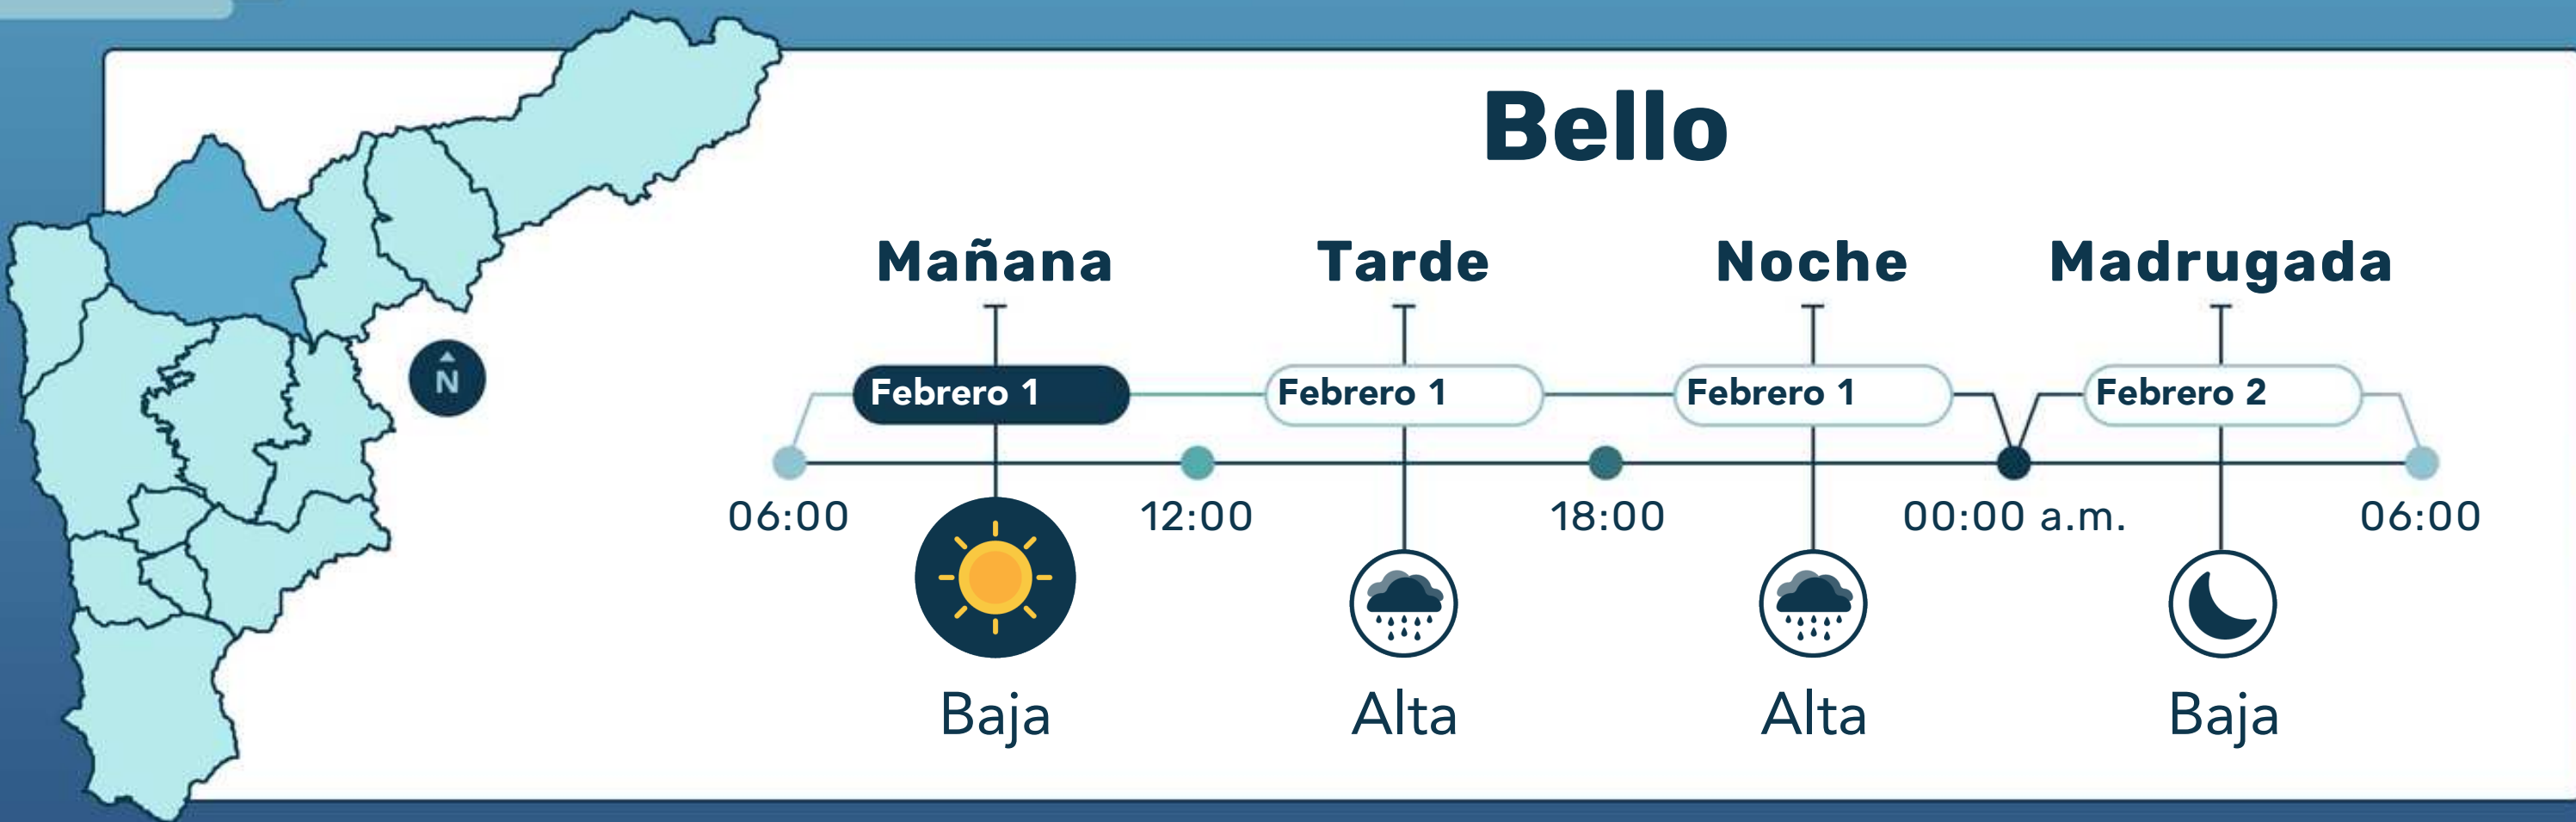 Bello
Mañana Tarde Noche Madrugada
Febrero 1 Febrero 1 Febrero 1 Febrero 2
N
06:00 12:00 18:00 00:00 a.m. 06:00
Baja Alta Alta Baja